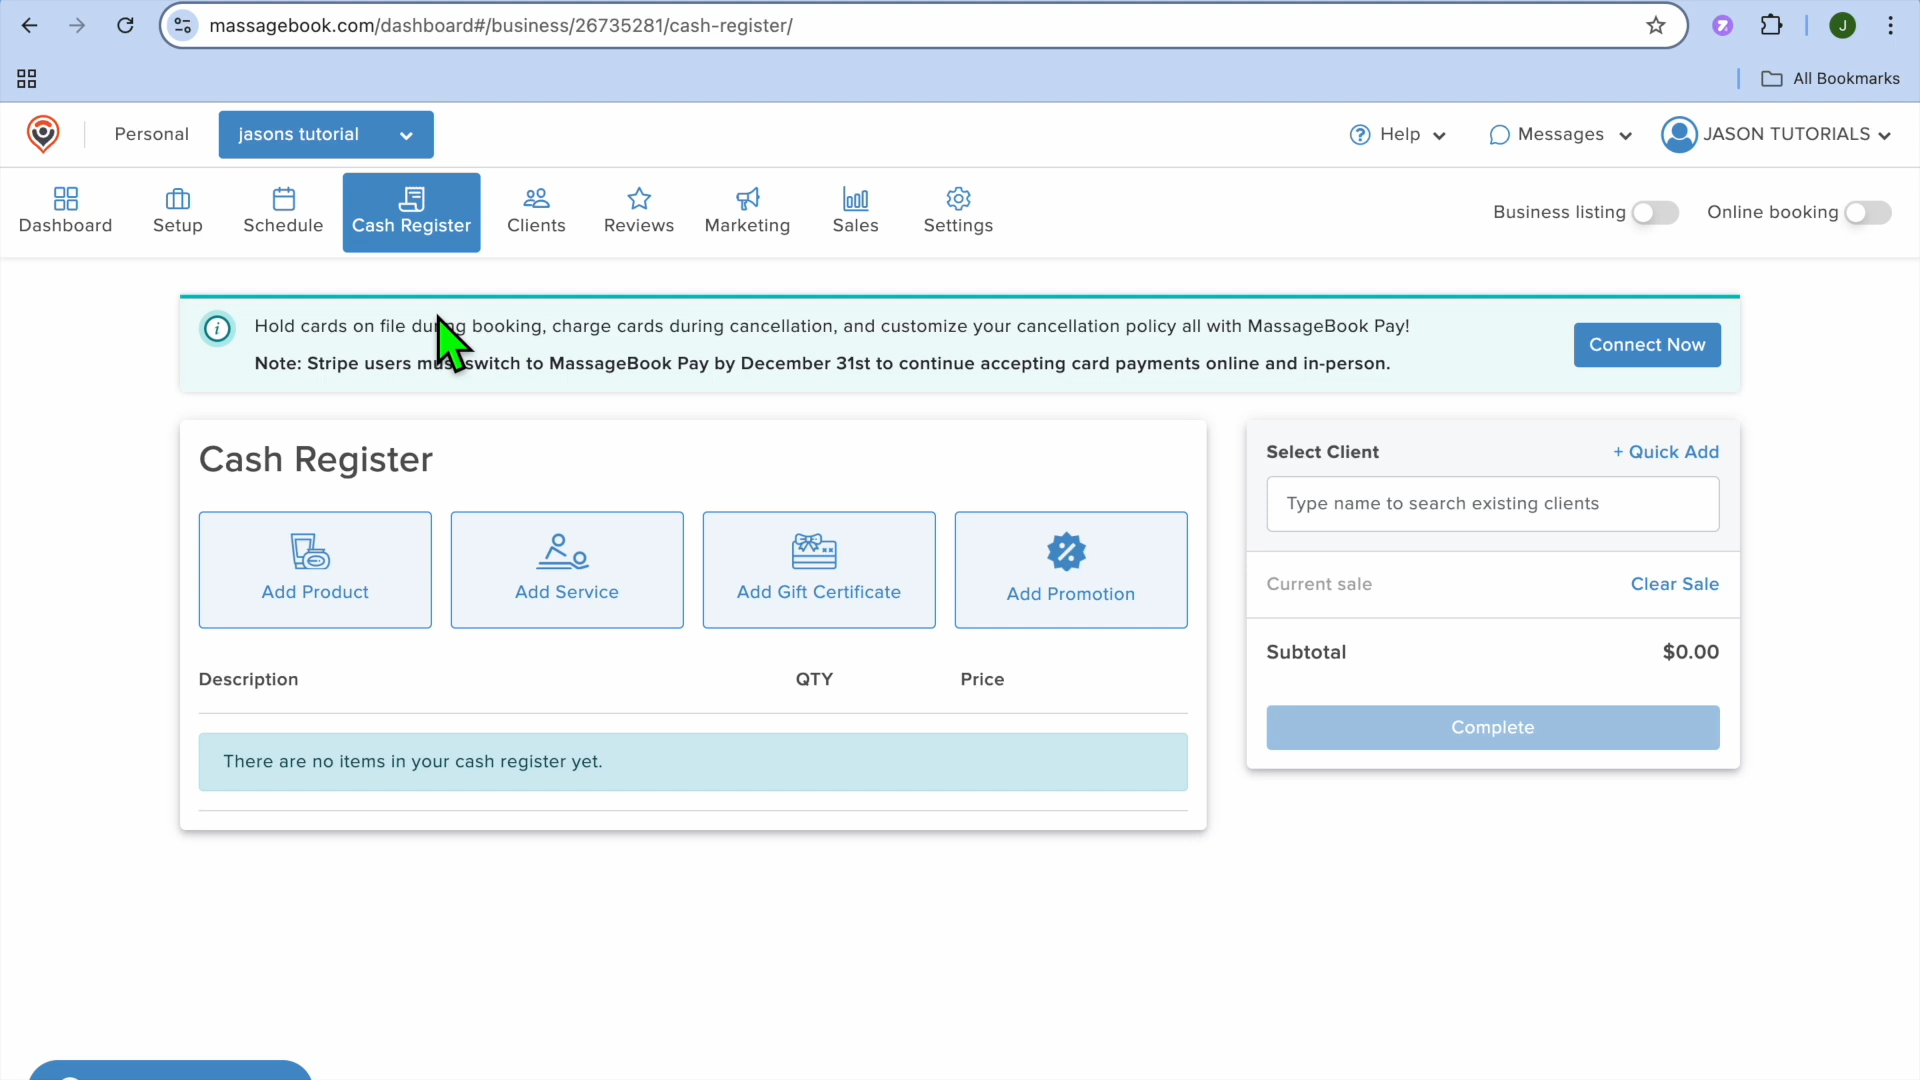 massagebook.com/dashboard#/business/26735281/cash-register/
J
All Bookmarks
Personal
jasons tutorial
Help
Messages
JASON TUTORIALS
Dashboard
Setup
Schedule
Cash Register
Clients
Reviews
Marketing
Sales
Settings
Business listing
Online booking
Hold cards on file during booking, charge cards during cancellation, and customize your cancellation policy all with MassageBook Pay!
Note: Stripe users must switch to MassageBook Pay by December 31st to continue accepting card payments online and in-person.
Connect Now
Cash Register
Add Product
Add Service
Add Gift Certificate
Add Promotion
Description QTY Price
There are no items in your cash register yet.
Select Client + Quick Add
Type name to search existing clients
Current sale Clear Sale
Subtotal $0.00
Complete